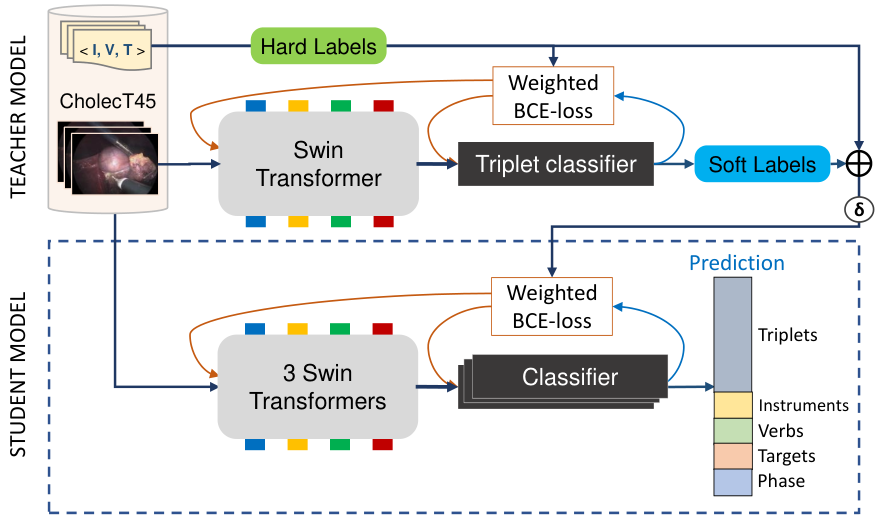 TEACHER MODEL
< I, V, T >
CholecT45
Hard Labels
Weighted
BCE-loss
Swin
Transformer
Triplet classifier
Soft Labels
δ
STUDENT MODEL
Weighted
BCE-loss
3 Swin
Transformers
Classifier
Prediction
Triplets
Instruments
Verbs
Targets
Phase